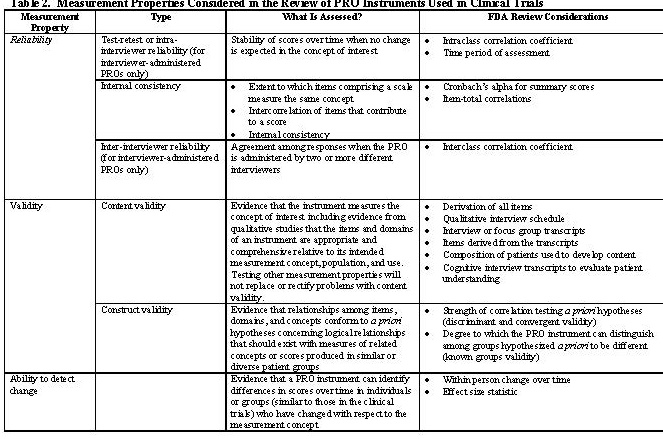 Table 2. Measurement Properties Considered in the Review of PRO Instruments Used in Clinical Trials
Measurement
Property
Type
What Is Assessed?
FDA Review Considerations
Reliability
Test-retest or intra-
interviewer reliability (for
interviewer-administered
PROs only)
Stability of scores over time when no change
is expected in the concept of interest
• Intraclass correlation coefficient
• Time period of assessment
Internal consistency
• Extent to which items comprising a scale
measure the same concept
• Intercorrelation of items that contribute
to a score
• Internal consistency
• Cronbach's alpha for summary scores
• Item-total correlations
Inter-interviewer reliability
(for interviewer-administered
PROs only)
Agreement among responses when the PRO
is administered by two or more different
interviewers
• Interclass correlation coefficient
Validity
Content validity
Evidence that the instrument measures the
concept of interest including evidence from
qualitative studies that the items and domains
of an instrument are appropriate and
comprehensive relative to its intended
measurement concept, population, and use.
Testing other measurement properties will
not replace or rectify problems with content
validity.
• Derivation of all items
• Qualitative interview schedule
• Interview or focus group transcripts
• Items derived from the transcripts
• Composition of patients used to develop content
• Cognitive interview transcripts to evaluate patient
understanding
Construct validity
Evidence that relationships among items,
domains, and concepts conform to a priori
hypotheses concerning logical relationships
that should exist with measures of related
concepts or scores produced in similar or
diverse patient groups
• Strength of correlation testing a priori hypotheses
(discriminant and convergent validity)
• Degree to which the PRO instrument can distinguish
among groups hypothesized a priori to be different
(known groups validity)
Ability to detect
change
Evidence that a PRO instrument can identify
differences in scores over time in individuals
or groups (similar to those in the clinical
trials) who have changed with respect to the
measurement concept
• Within person change over time
• Effect size statistic